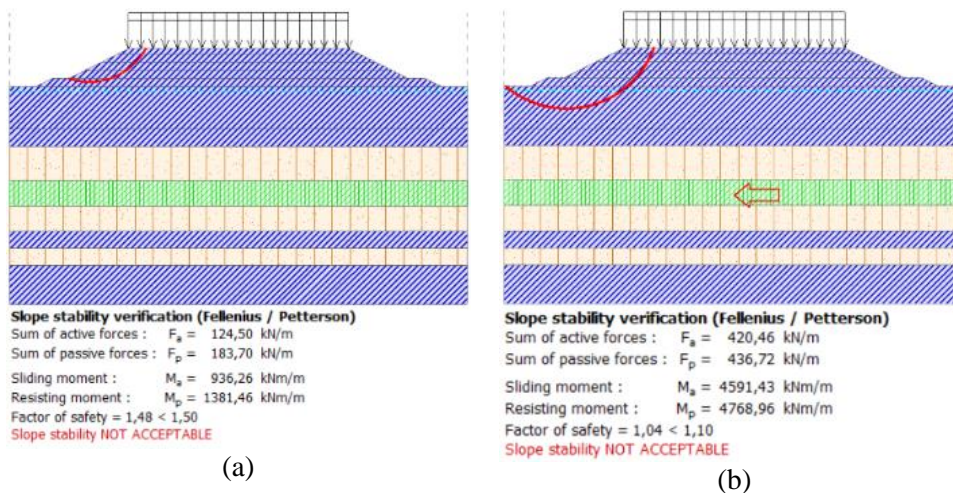 Slope stability verification (Fellenius / Petterson)
Sum of active forces : Fa = 124,50 kN/m
Sum of passive forces : Fp = 183,70 kN/m
Sliding moment : Ma = 936,26 kNm/m
Resisting moment : Mp = 1381,46 kNm/m
Factor of safety = 1,48 < 1,50
Slope stability NOT ACCEPTABLE
(a)
Slope stability verification (Fellenius / Petterson)
Sum of active forces : Fa = 420,46 kN/m
Sum of passive forces : Fp = 436,72 kN/m
Sliding moment : Ma = 4591,43 kNm/m
Resisting moment : Mp = 4768,96 kNm/m
Factor of safety = 1,04 < 1,10
Slope stability NOT ACCEPTABLE
(b)